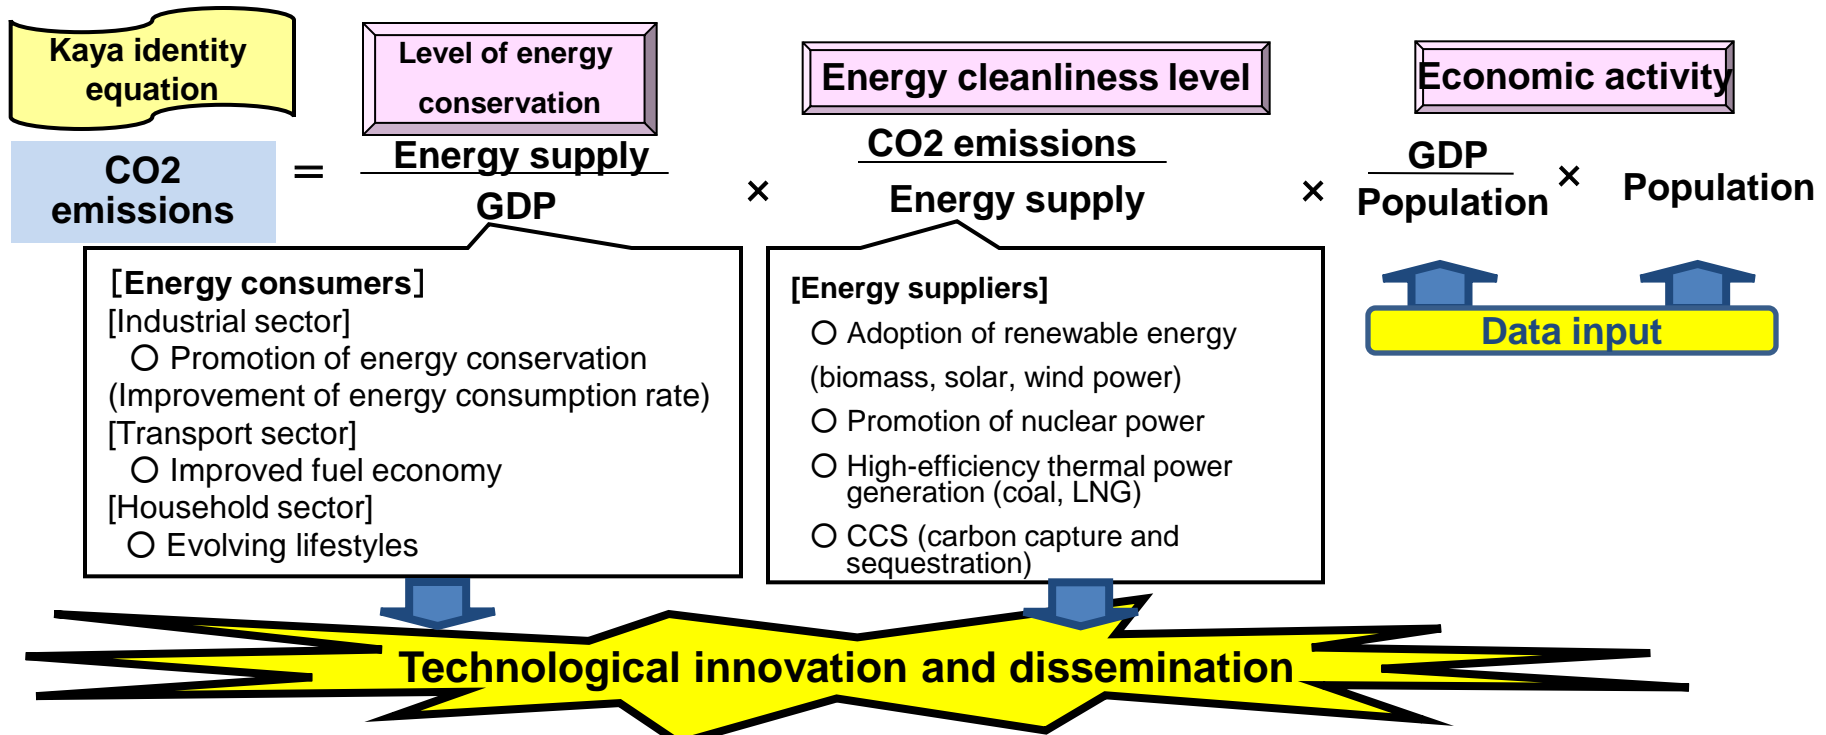 Kaya identity
equation
Level of energy
conservation
Energy cleanliness level
Economic activity
CO2
emissions
=
Energy supply
GDP
×
CO2 emissions
Energy supply
×
GDP
Population
×
Population
[Energy consumers]
[Industrial sector]
○ Promotion of energy conservation
(Improvement of energy consumption rate)
[Transport sector]
○ Improved fuel economy
[Household sector]
○ Evolving lifestyles
[Energy suppliers]
○ Adoption of renewable energy
(biomass, solar, wind power)
○ Promotion of nuclear power
○ High-efficiency thermal power
generation (coal, LNG)
○ CCS (carbon capture and
sequestration)
Data input
Technological innovation and dissemination